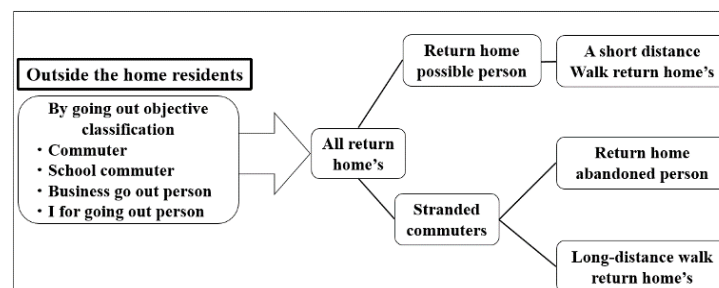 Outside the home residents
By going out objective
classification
・Commuter
・School commuter
・Business go out person
・I for going out person
All return
home's
Return home
possible person
A short distance
Walk return home's
Stranded
commuters
Return home
abandoned person
Long-distance walk
return home's